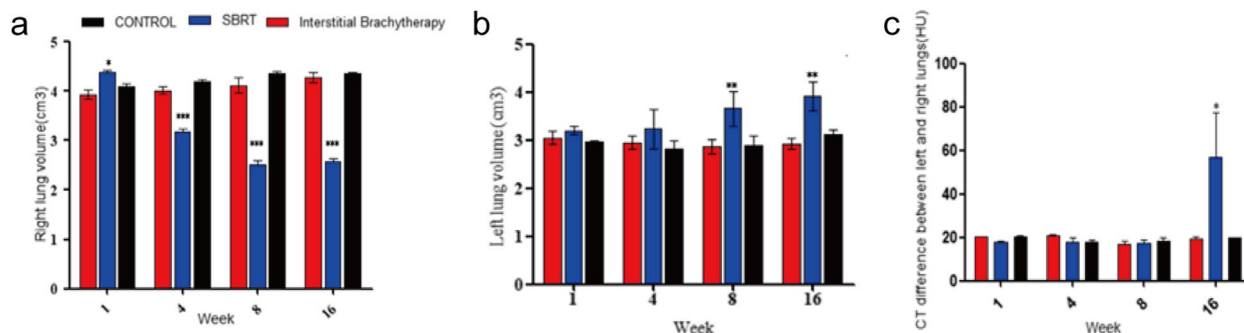 CONTROL SBRT Interstitial Brachytherapy
a
Right lung volume(cm3)
5
4
3
2
1
0
*
***
***
***
1 4 8 16
Week
b
Left lung volume(cm3)
5
4
3
2
1
0
**
**
1 4 8 16
Week
c
CT difference between left and right lungs(HU)
100
80
60
40
20
0
*
1 4 8 16
Week